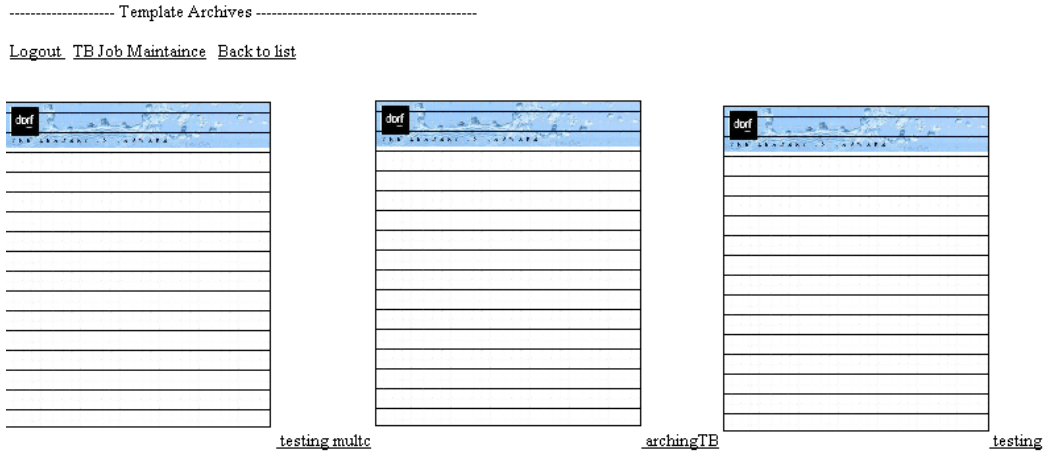 -------------------- Template Archives ------------------------------------------
Logout TB Job Maintaince Back to list
dorf dorf dorf
testing multc archingTB testing